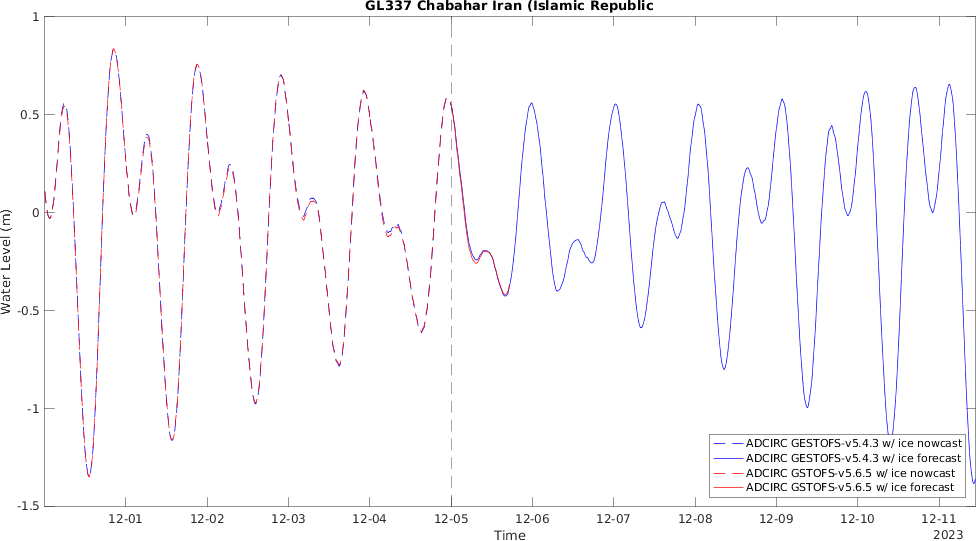 GL337 Chabahar Iran (Islamic Republic
1
0.5
0
-0.5
-1
-1.5
Water Level (m)
12-01 12-02 12-03 12-04 12-05 12-06 12-07 12-08 12-09 12-10 12-11
2023
Time
ADCIRC GESTOFS-v5.4.3 w/ ice nowcast
ADCIRC GESTOFS-v5.4.3 w/ ice forecast
ADCIRC GSTOFS-v5.6.5 w/ ice nowcast
ADCIRC GSTOFS-v5.6.5 w/ ice forecast